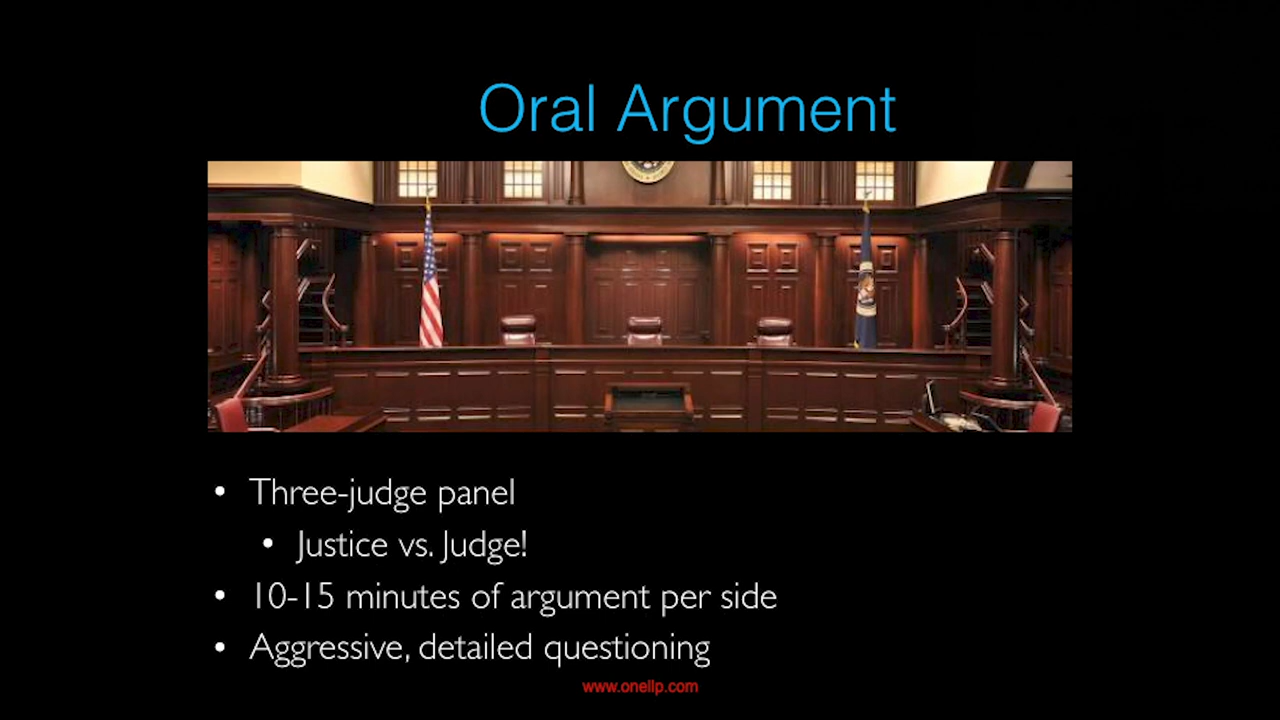 Oral Argument
• Three-judge panel
• Justice vs. Judge!
• 10-15 minutes of argument per side
• Aggressive, detailed questioning
www.onellp.com